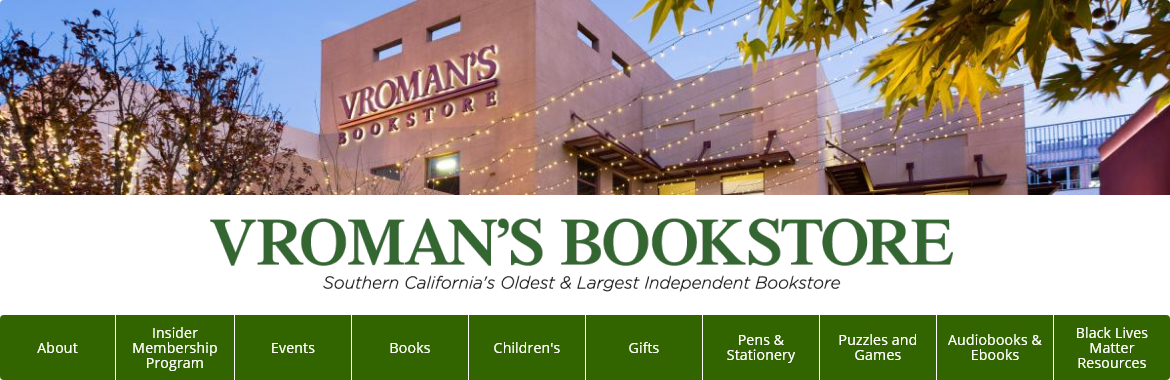 VROMAN'S
BOOKSTORE
VROMAN'S BOOKSTORE
Southern California's Oldest & Largest Independent Bookstore
About
Insider
Membership
Program
Events
Books
Children's
Gifts
Pens &
Stationery
Puzzles and
Games
Audiobooks &
Ebooks
Black Lives
Matter
Resources